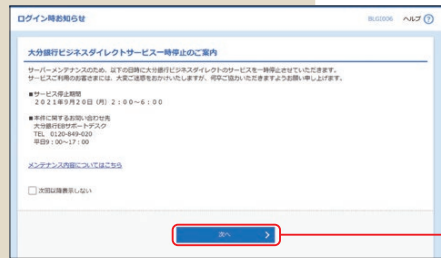 ログイン時お知らせ
BLG1006 ヘルプ ?
大分銀行ビジネスダイレクトサービス一時停止のご案内
サーバーメンテナンスのため、以下の日時に大分銀行ビジネスダイレクトのサービスを一時停止させていただきます。
サービスご利用のお客さまには、大変ご迷惑をおかけいたしますが、何卒ご協力いただきますようお願い申し上げます。
■サービス停止期間
2021年9月20日（月）2：00～6：00
■本件に関するお問い合わせ先
大分銀行EBサポートデスク
TEL 0120-849-020
平日9：00～17：00
メンテナンス内容についてはこちら
次回以降表示しない
次へ